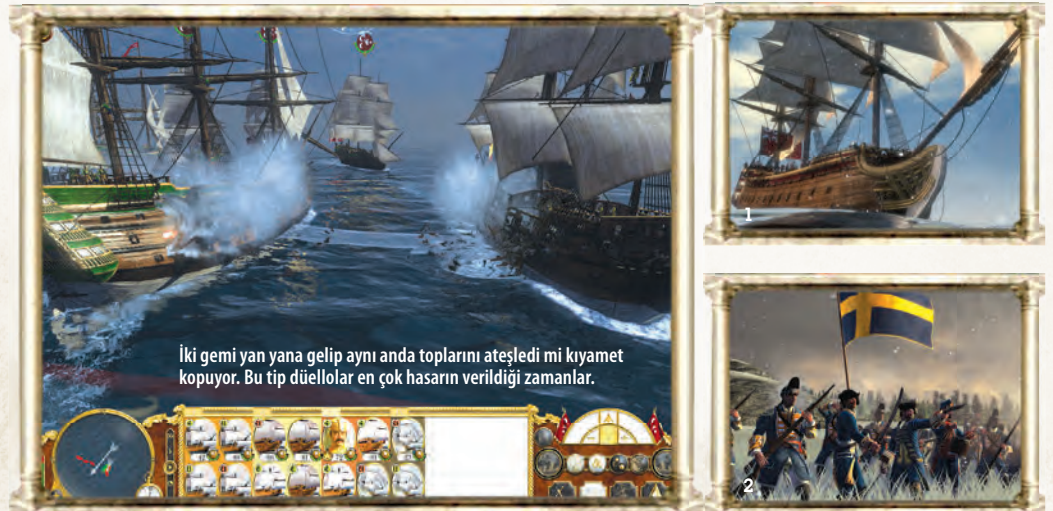 İki gemi yan yana gelip aynı anda toplarını ateşledi mi kıyamet
kopuyor. Bu tip düellolar en çok hasarın verildiği zamanlar.
1
2